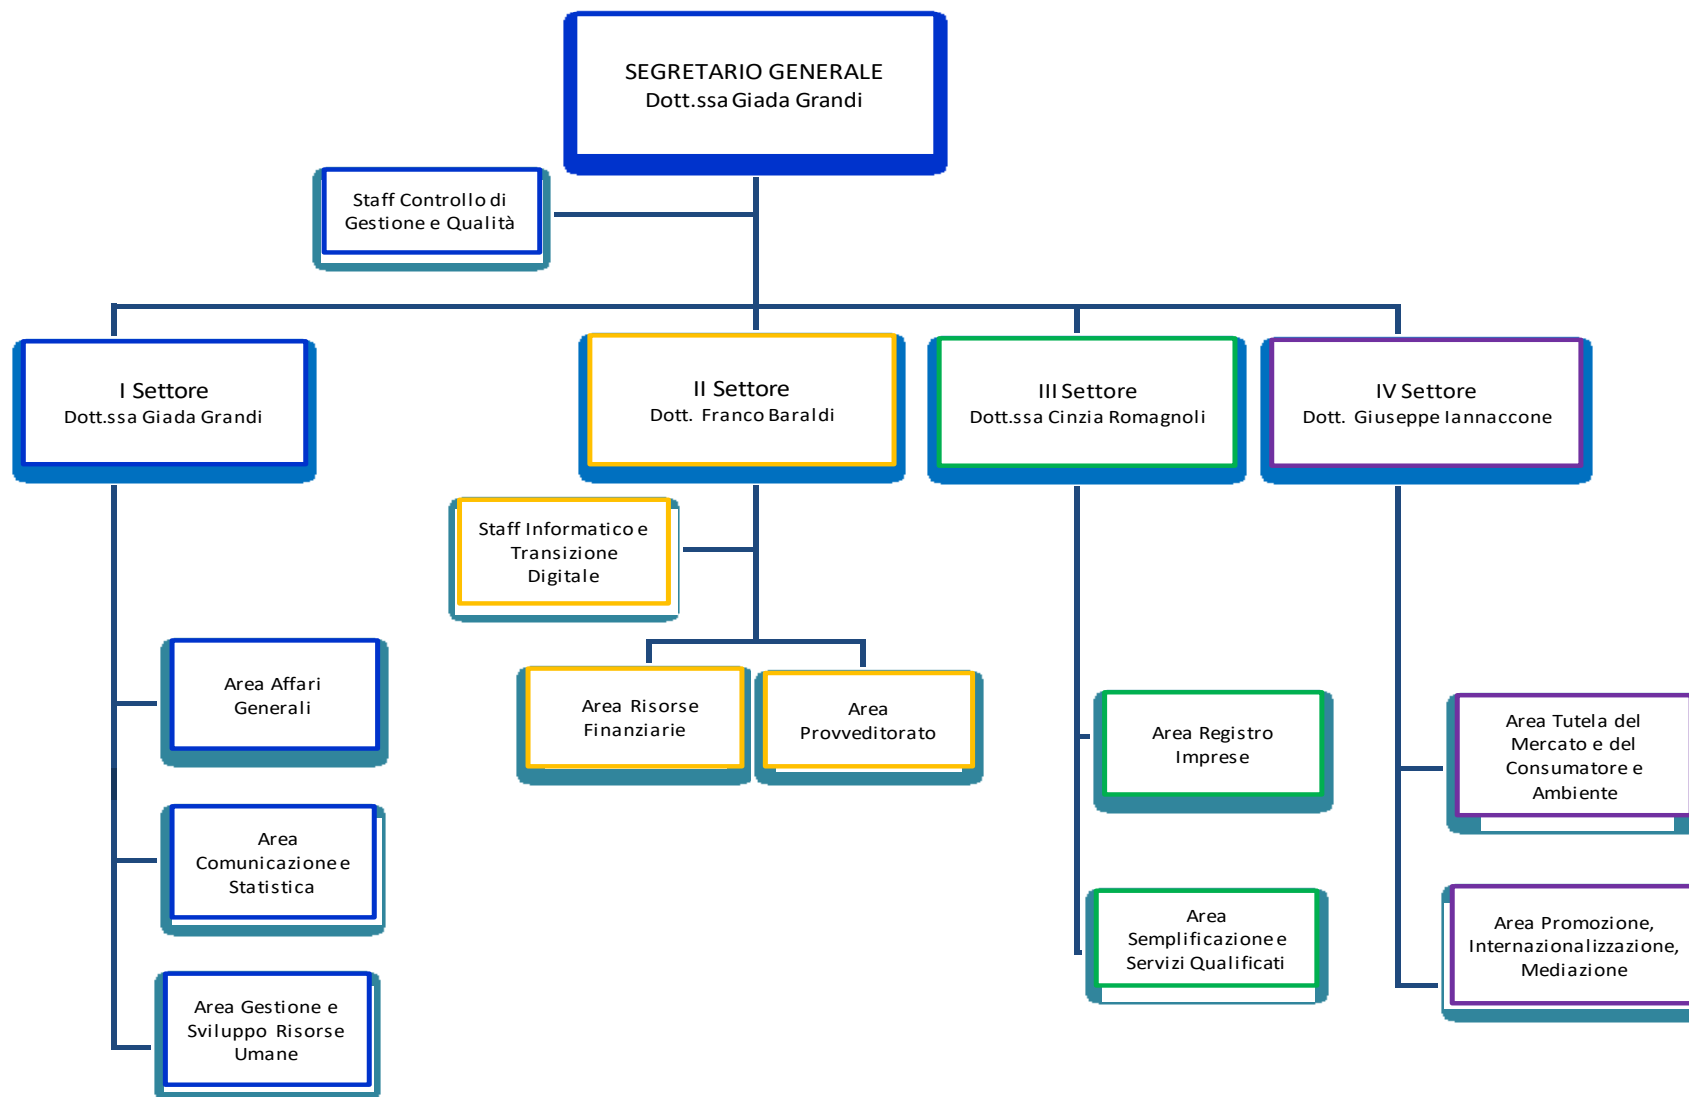 SEGRETARIO GENERALE
Dott.ssa Giada Grandi
Staff Controllo di
Gestione e Qualità
I Settore
Dott.ssa Giada Grandi
II Settore
Dott. Franco Baraldi
III Settore
Dott.ssa Cinzia Romagnoli
IV Settore
Dott. Giuseppe Iannaccone
Staff Informatico e
Transizione
Digitale
Area Affari
Generali
Area Risorse
Finanziarie
Area
Provveditorato
Area Registro
Imprese
Area Tutela del
Mercato e del
Consumatore e
Ambiente
Area
Comunicazione e
Statistica
Area
Semplificazione e
Servizi Qualificati
Area Promozione,
Internazionalizzazione,
Mediazione
Area Gestione e
Sviluppo Risorse
Umane